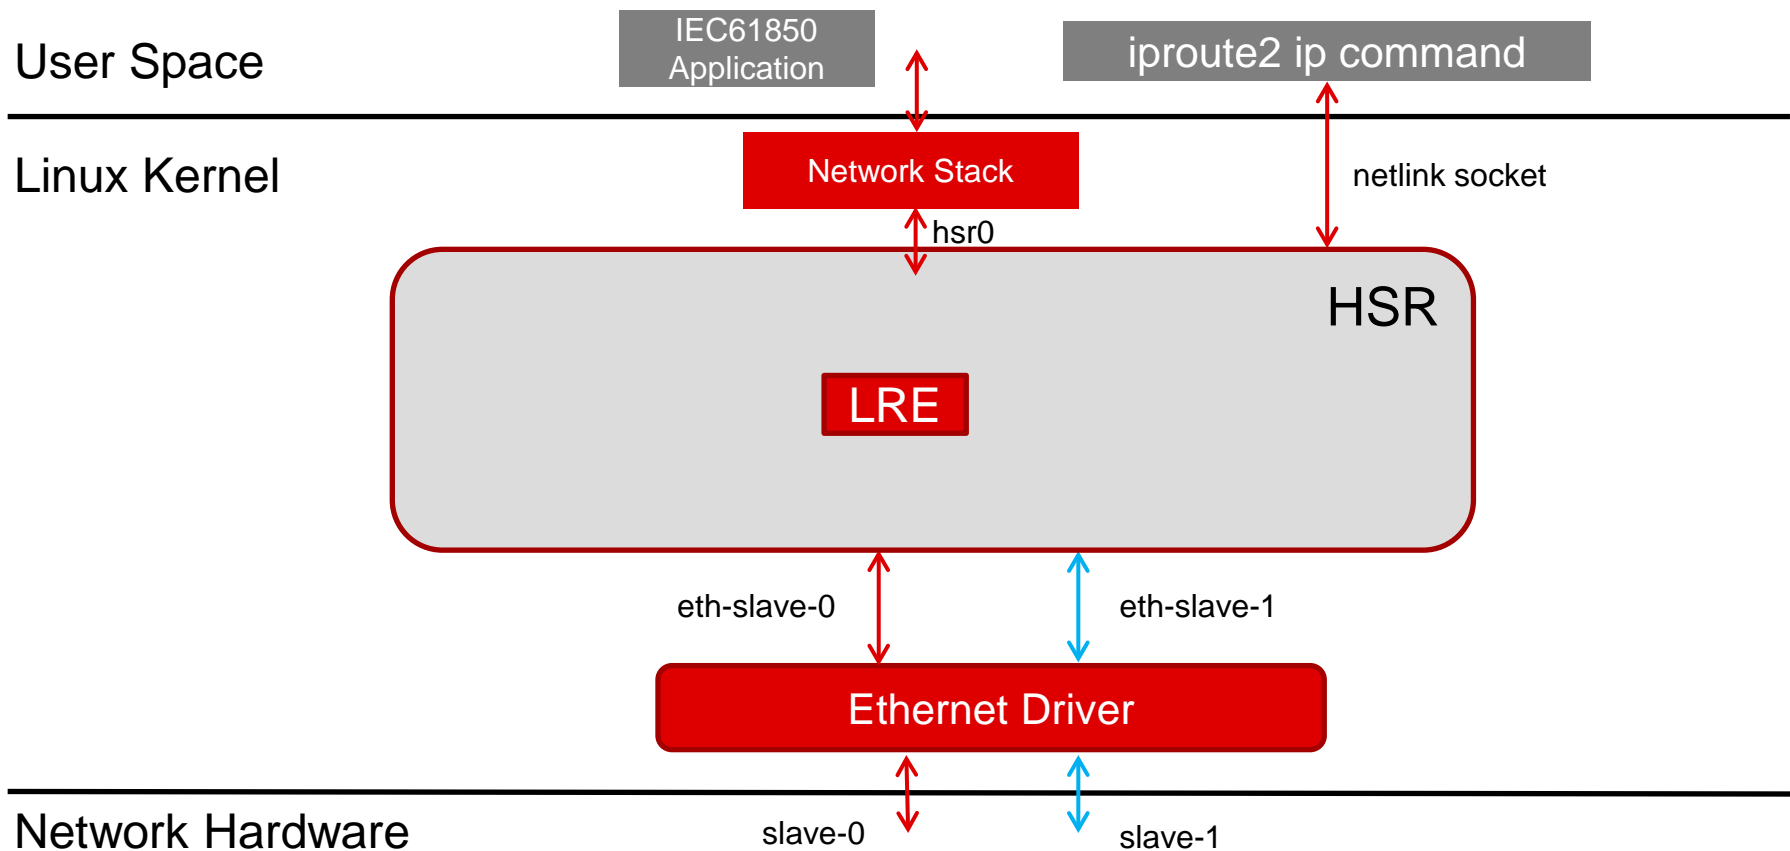 User Space
IEC61850
Application
iproute2 ip command
Linux Kernel
Network Stack
netlink socket
hsr0
HSR
LRE
eth-slave-0
eth-slave-1
Ethernet Driver
Network Hardware
slave-0
slave-1